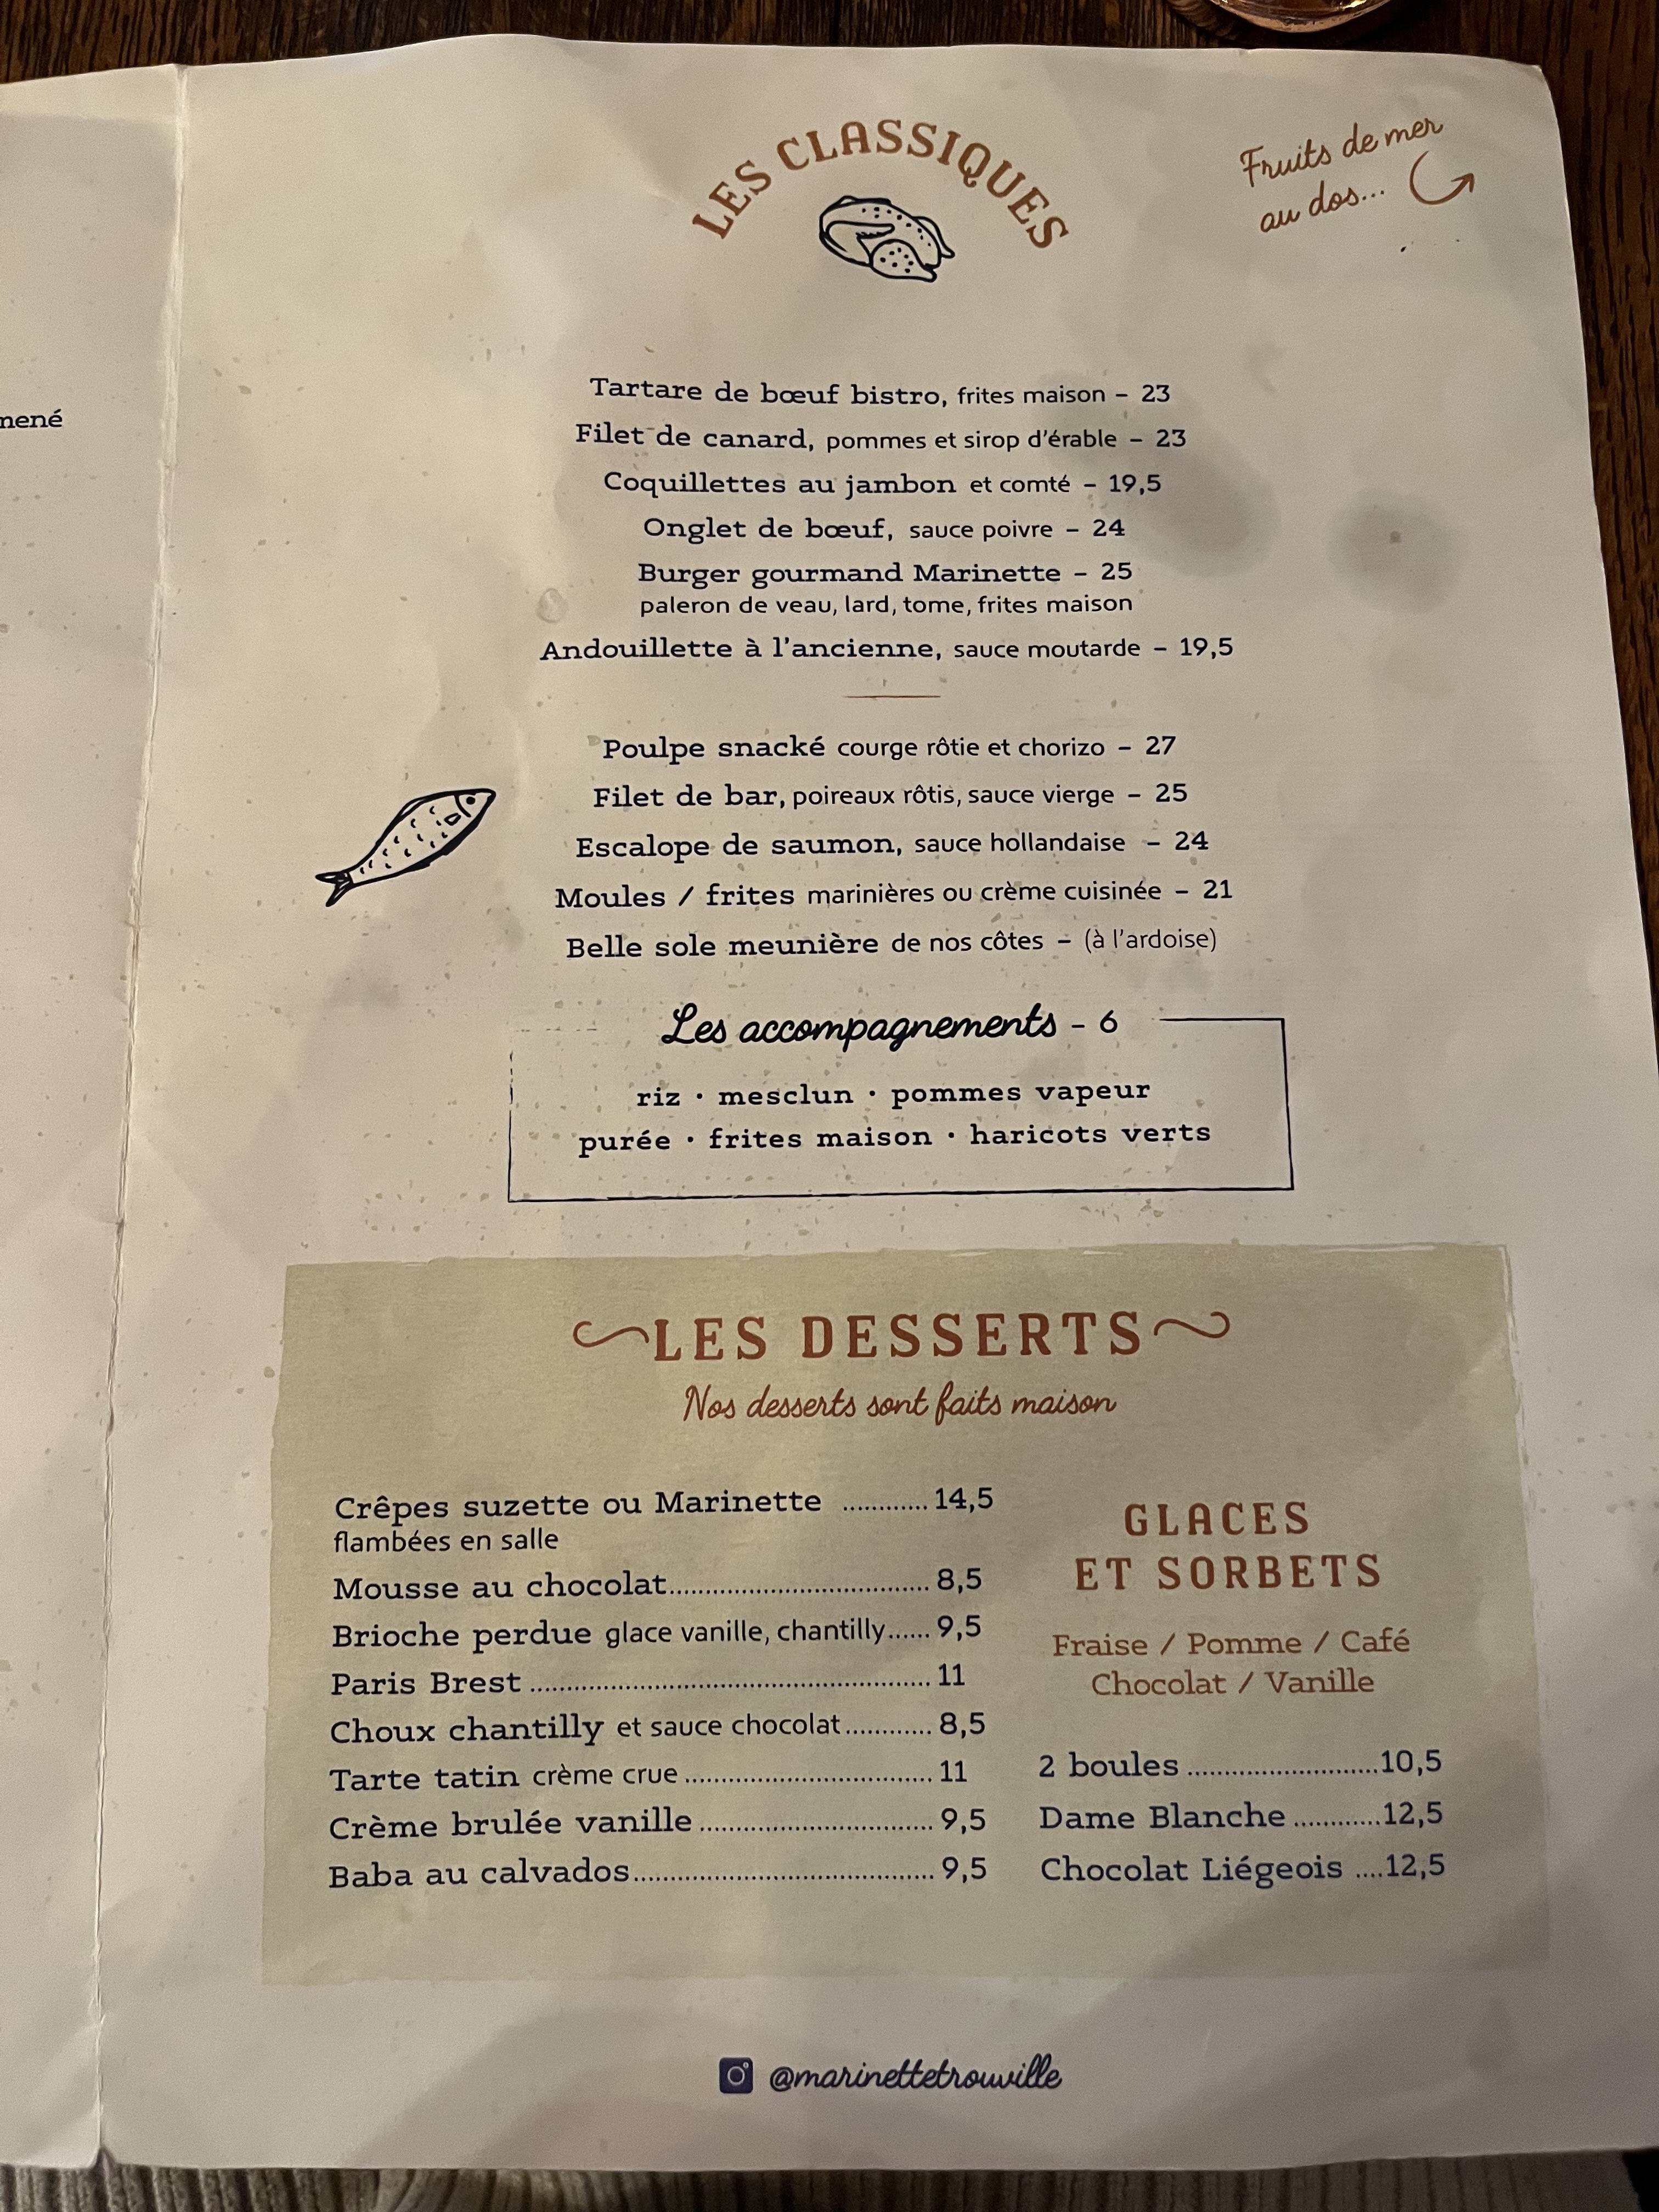 mené
LES CLASSIQUES
Fruits de mer
au dos...
Tartare de bœuf bistro, frites maison – 23
Filet de canard, pommes et sirop d'érable – 23
Coquillettes au jambon et comté – 19,5
Onglet de bœuf, sauce poivre – 24
Burger gourmand Marinette – 25
paleron de veau, lard, tome, frites maison
Andouillette à l'ancienne, sauce moutarde – 19,5
Poulpe snacké courge rôtie et chorizo – 27
Filet de bar, poireaux rôtis, sauce vierge – 25
Escalope de saumon, sauce hollandaise – 24
Moules / frites marinières ou crème cuisinée – 21
Belle sole meunière de nos côtes – (à l'ardoise)
Les accompagnements - 6
riz · mesclun · pommes vapeur
purée · frites maison · haricots verts
LES DESSERTS
Nos desserts sont faits maison
Crêpes suzette ou Marinette ............ 14,5
flambées en salle
Mousse au chocolat.................................... 8,5
Brioche perdue glace vanille, chantilly...... 9,5
Paris Brest ....................................................... 11
Choux chantilly et sauce chocolat............ 8,5
Tarte tatin crème crue .................................. 11
Crème brulée vanille ................................ 9,5
Baba au calvados......................................... 9,5
GLACES
ET SORBETS
Fraise / Pomme / Café
Chocolat / Vanille
2 boules ..........................10,5
Dame Blanche ............12,5
Chocolat Liégeois ....12,5
@marinettetrouville